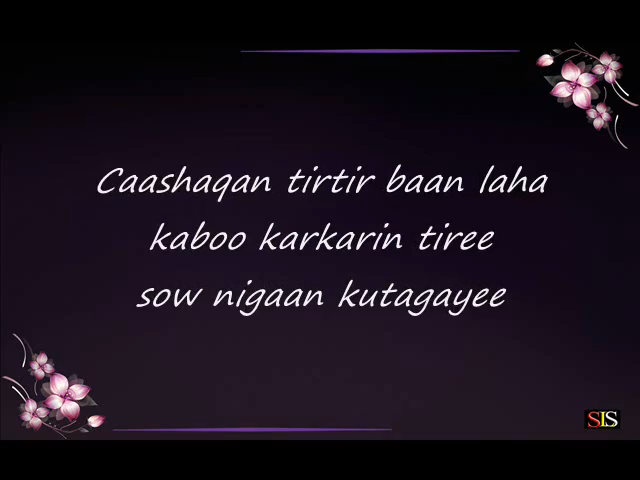 Caashaqan tirtir baan laha
kaboo karkarin tiree
sow nigaan kutagayee
SIS